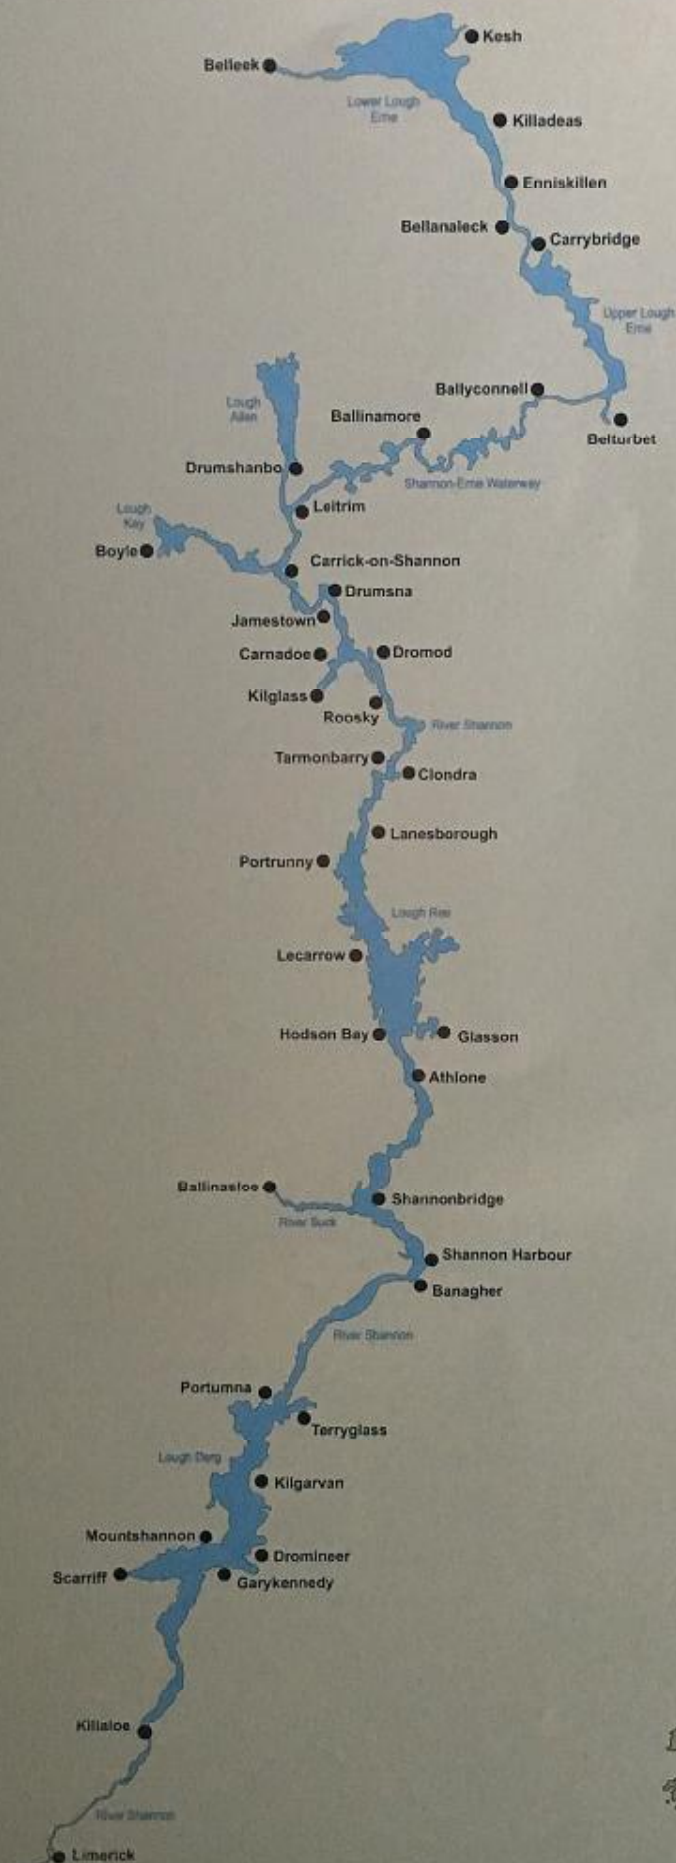 Kesh
Belleek
Lower Lough
Erne
Killadeas
Enniskillen
Bellanaleck
Carrybridge
Upper Lough
Erne
Ballyconnell
Lough
Allen
Ballinamore
Belturbet
Drumshanbo
Shannon-Erne Waterway
Leitrim
Lough
Key
Boyle
Carrick-on-Shannon
Drumsna
Jamestown
Carnadoe
Dromod
Kilglass
Roosky
River Shannon
Tarmonbarry
Clondra
Lanesborough
Portrunny
Lough Ree
Lecarrow
Hodson Bay
Glasson
Athlone
Ballinasloe
Shannonbridge
River Suck
Shannon Harbour
Banagher
River Shannon
Portumna
Terryglass
Lough Derg
Kilgarvan
Mountshannon
Dromineer
Scarriff
Garykennedy
Killaloe
River Shannon
Limerick